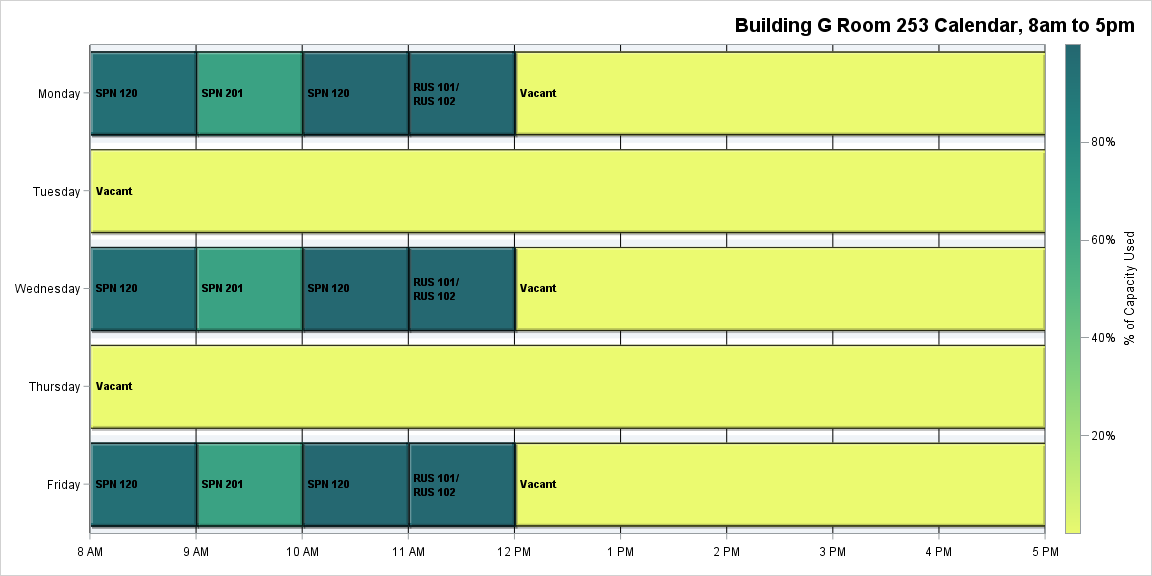 Building G Room 253 Calendar, 8am to 5pm
Monday
SPN 120
SPN 201
SPN 120
RUS 101/
RUS 102
Vacant
Tuesday
Vacant
Wednesday
SPN 120
SPN 201
SPN 120
RUS 101/
RUS 102
Vacant
Thursday
Vacant
Friday
SPN 120
SPN 201
SPN 120
RUS 101/
RUS 102
Vacant
8 AM
9 AM
10 AM
11 AM
12 PM
1 PM
2 PM
3 PM
4 PM
5 PM
80%
60%
40%
20%
% of Capacity Used